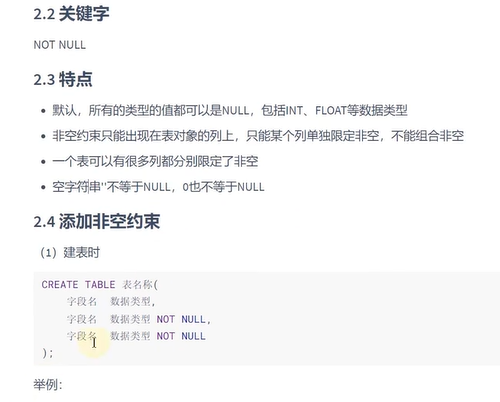 2.2 关键字
NOT NULL
2.3 特点
默认，所有的类型的值都可以是NULL，包括INT、FLOAT等数据类型
非空约束只能出现在表对象的列上，只能某个列单独限定非空，不能组合非空
一个表可以有很多列都分别限定了非空
空字符串''不等于NULL，0也不等于NULL
2.4 添加非空约束
（1）建表时
CREATE TABLE 表名称(
字段名 数据类型,
字段名 数据类型 NOT NULL,
字段名 数据类型 NOT NULL
);
举例：